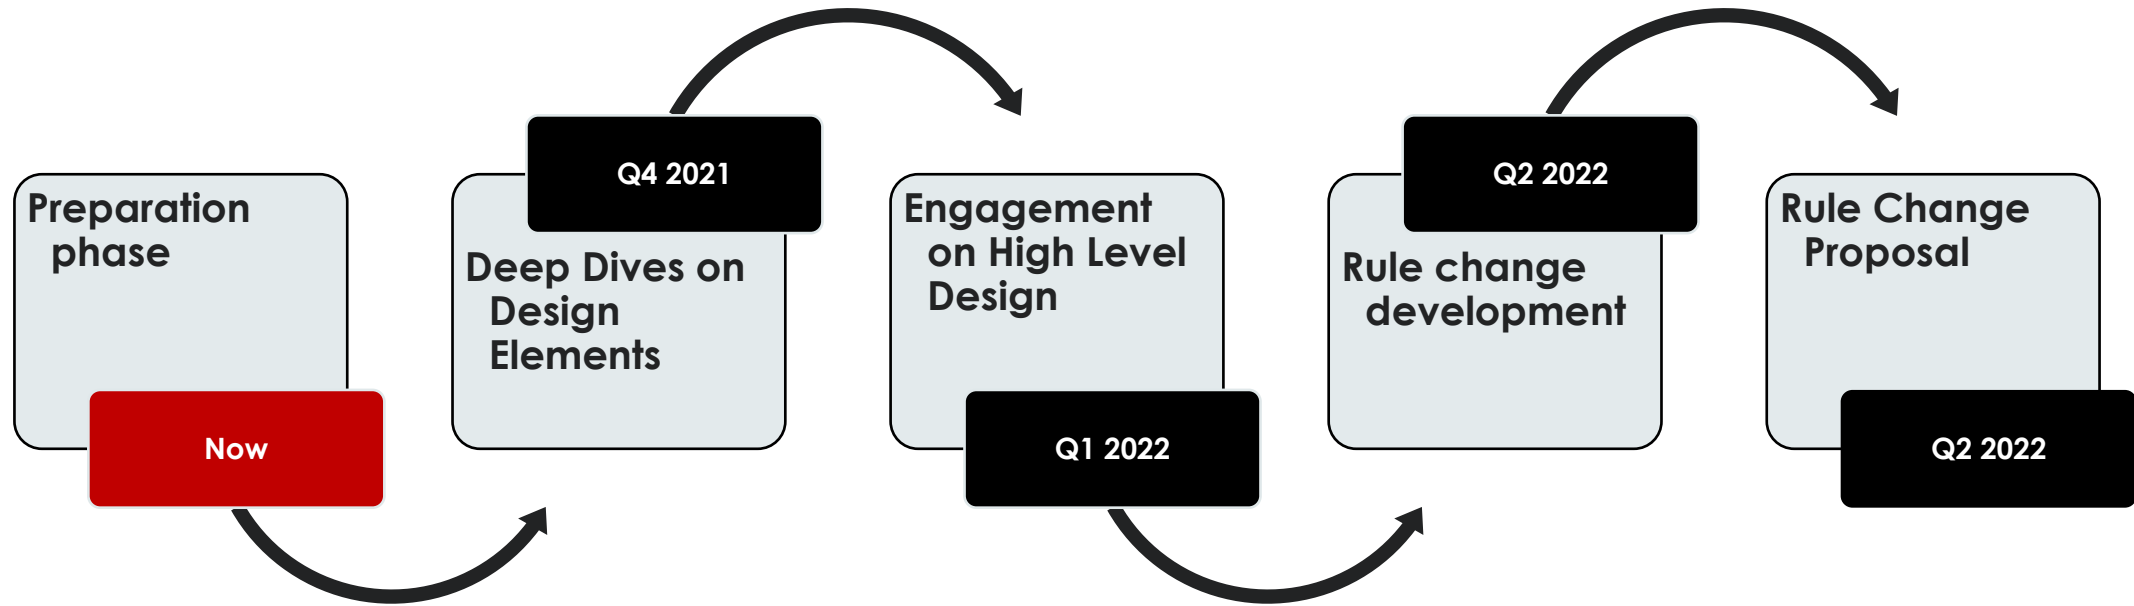 Preparation
phase
Now
Q4 2021
Deep Dives on
Design
Elements
Engagement
on High Level
Design
Q1 2022
Q2 2022
Rule change
development
Rule Change
Proposal
Q2 2022